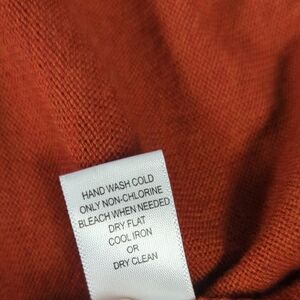 HAND WASH COLD
ONLY NON-CHLORINE
BLEACH WHEN NEEDED
DRY FLAT
COOL IRON
OR
DRY CLEAN